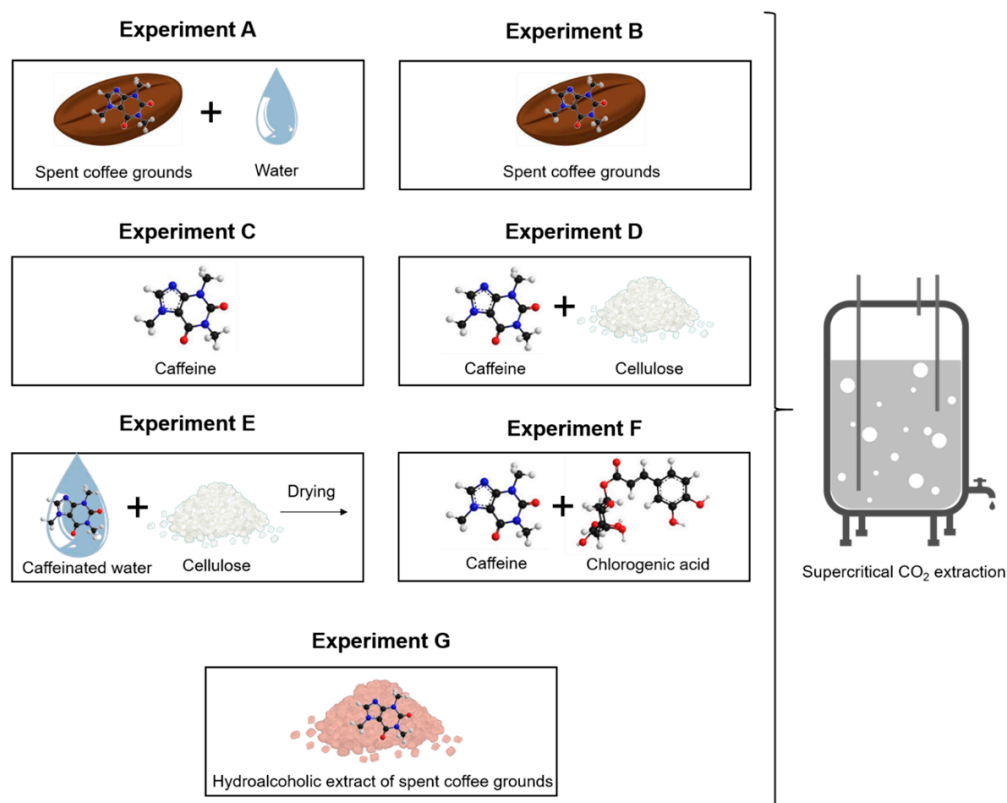 Experiment A
Experiment B
+
Spent coffee grounds
Water
Spent coffee grounds
Experiment C
Experiment D
+
Caffeine
Caffeine
Cellulose
Experiment E
Experiment F
+
Drying
+
Caffeinated water
Cellulose
Caffeine
Chlorogenic acid
Supercritical CO₂ extraction
Experiment G
Hydroalcoholic extract of spent coffee grounds